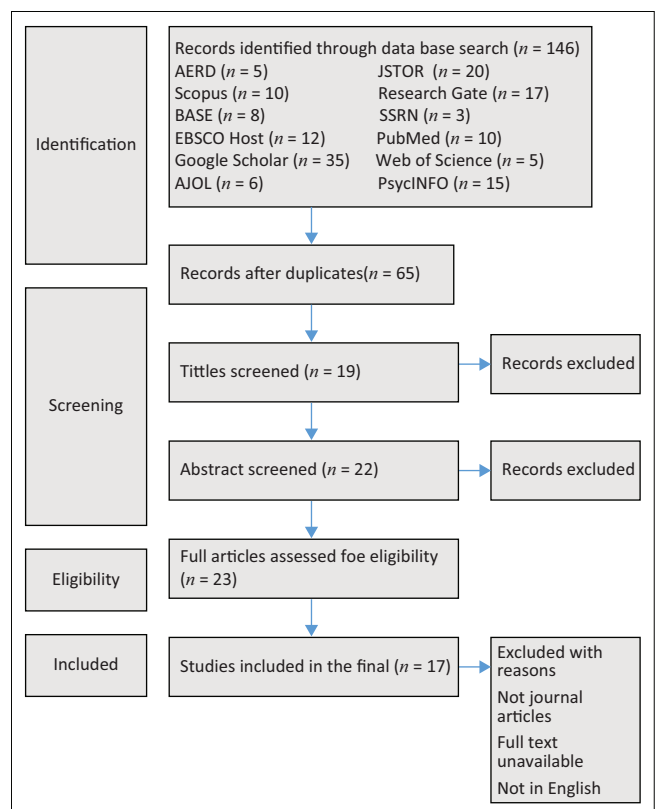 Identification
Records identified through data base search (n = 146)
AERD (n = 5) JSTOR (n = 20)
Scopus (n = 10) Research Gate (n = 17)
BASE (n = 8) SSRN (n = 3)
EBSCO Host (n = 12) PubMed (n = 10)
Google Scholar (n = 35) Web of Science (n = 5)
AJOL (n = 6) PsycINFO (n = 15)
Records after duplicates(n = 65)
Screening
Tittles screened (n = 19)
Records excluded
Abstract screened (n = 22)
Records excluded
Eligibility
Full articles assessed foe eligibility
(n = 23)
Included
Studies included in the final (n = 17)
Excluded with
reasons
Not journal
articles
Full text
unavailable
Not in English